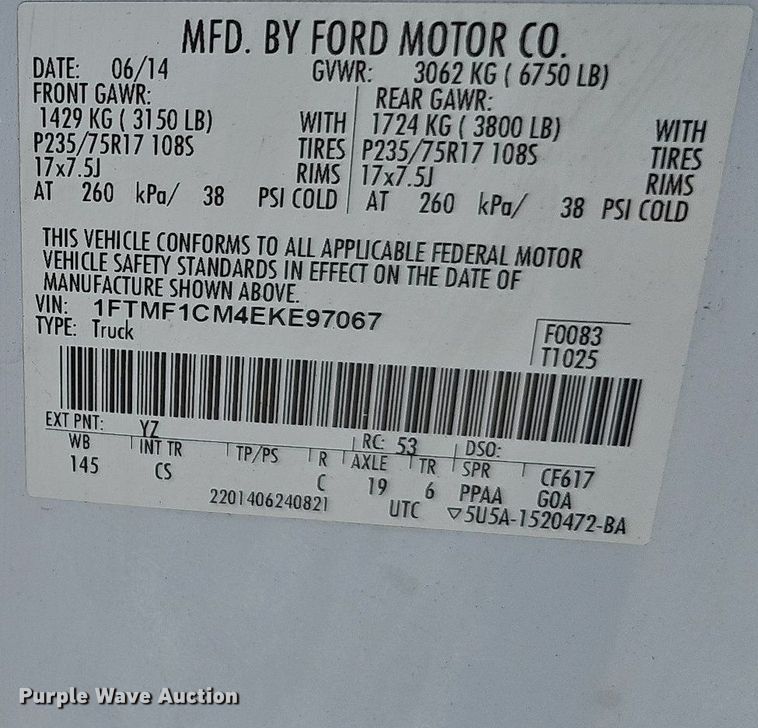 MFD. BY FORD MOTOR CO.
DATE: 06/14 GVWR: 3062 KG ( 6750 LB)
FRONT GAWR: REAR GAWR:
1429 KG ( 3150 LB) WITH 1724 KG ( 3800 LB) WITH
P235/75R17 108S TIRES P235/75R17 108S TIRES
17x7.5J RIMS 17x7.5J RIMS
AT 260 kPa/ 38 PSI COLD AT 260 kPa/ 38 PSI COLD
THIS VEHICLE CONFORMS TO ALL APPLICABLE FEDERAL MOTOR
VEHICLE SAFETY STANDARDS IN EFFECT ON THE DATE OF
MANUFACTURE SHOWN ABOVE.
VIN: 1FTMF1CM4EKE97067
TYPE: Truck
F0083
T1025
EXT PNT: YZ RC: 53 DSO:
WB INT TR TP/PS R AXLE TR SPR CF617
145 CS C 19 6 PPAA G0A
2201406240821 UTC ▽5U5A-1520472-BA
Purple Wave Auction